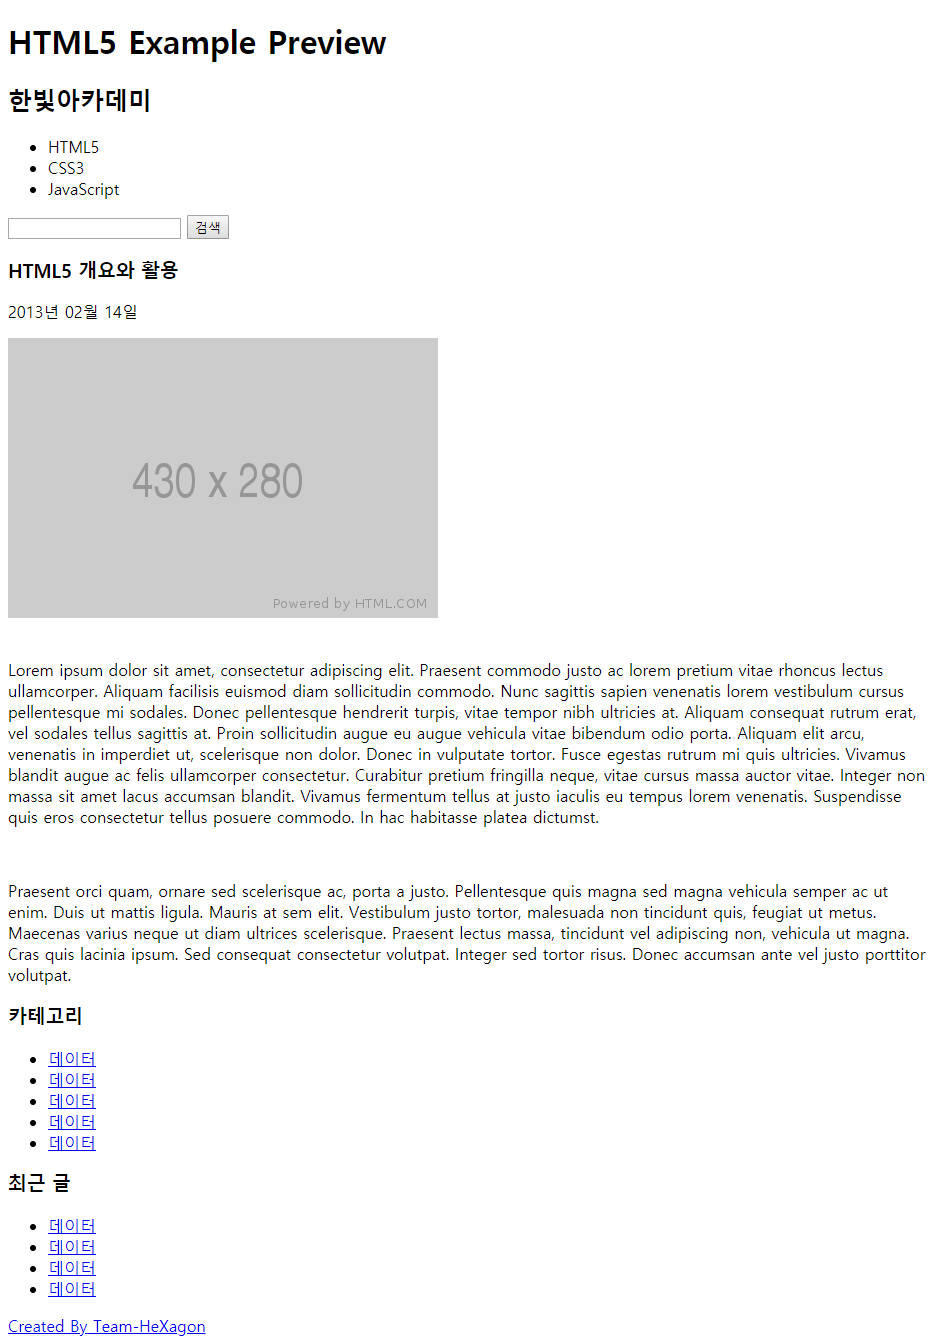 HTML5 Example Preview
한빛아카데미
HTML5
CSS3
JavaScript
검색
HTML5 개요와 활용
2013년 02월 14일
430 x 280
Powered by HTML.COM
Lorem ipsum dolor sit amet, consectetur adipiscing elit. Praesent commodo justo ac lorem pretium vitae rhoncus lectus
ullamcorper. Aliquam facilisis euismod diam sollicitudin commodo. Nunc sagittis sapien venenatis lorem vestibulum cursus
pellentesque mi sodales. Donec pellentesque hendrerit turpis, vitae tempor nibh ultricies at. Aliquam consequat rutrum erat,
vel sodales tellus sagittis at. Proin sollicitudin augue eu augue vehicula vitae bibendum odio porta. Aliquam elit arcu,
venenatis in imperdiet ut, scelerisque non dolor. Donec in vulputate tortor. Fusce egestas rutrum mi quis ultricies. Vivamus
blandit augue ac felis ullamcorper consectetur. Curabitur pretium fringilla neque, vitae cursus massa auctor vitae. Integer non
massa sit amet lacus accumsan blandit. Vivamus fermentum tellus at justo iaculis eu tempus lorem venenatis. Suspendisse
quis eros consectetur tellus posuere commodo. In hac habitasse platea dictumst.
Praesent orci quam, ornare sed scelerisque ac, porta a justo. Pellentesque quis magna sed magna vehicula semper ac ut
enim. Duis ut mattis ligula. Mauris at sem elit. Vestibulum justo tortor, malesuada non tincidunt quis, feugiat ut metus.
Maecenas varius neque ut diam ultrices scelerisque. Praesent lectus massa, tincidunt vel adipiscing non, vehicula ut magna.
Cras quis lacinia ipsum. Sed consequat consectetur volutpat. Integer sed tortor risus. Donec accumsan ante vel justo porttitor
volutpat.
카테고리
데이터
데이터
데이터
데이터
데이터
최근 글
데이터
데이터
데이터
데이터
Created By Team-HeXagon